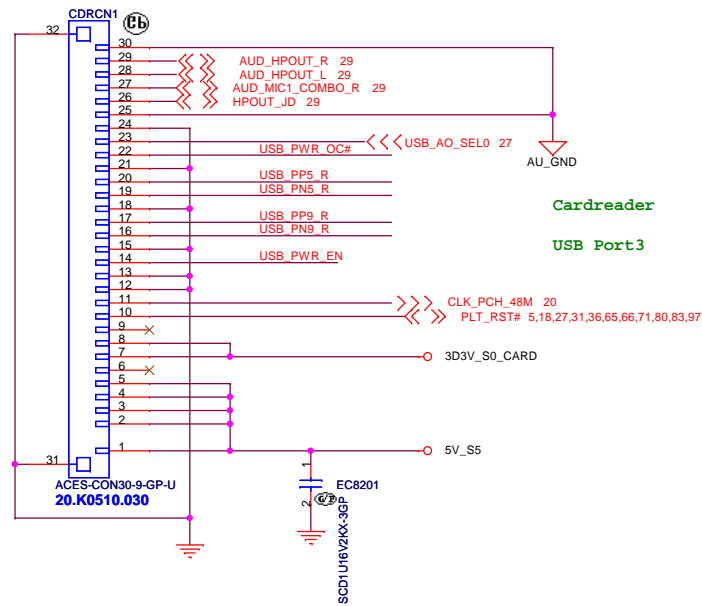 CDRCN1
32
30
29 AUD_HPOUT_R 29
28 AUD_HPOUT_L 29
27 AUD_MIC1_COMBO_R 29
26 HPOUT_JD 29
25
24
23 USB_AO_SEL0 27
22 USB_PWR_OC#
AU_GND
21
20 USB_PP5_R
19 USB_PN5_R
18
Cardreader
17 USB_PP9_R
16 USB_PN9_R
USB Port3
15
14 USB_PWR_EN
13
12
11 CLK_PCH_48M 20
10 PLT_RST# 5,18,27,31,36,65,66,71,80,83,97
9
8
7 3D3V_S0_CARD
6
5
4
3
2
1 5V_S5
31
ACES-CON30-9-GP-U
20.K0510.030
1
EC8201
2
SCD1U16V2KX-3GP